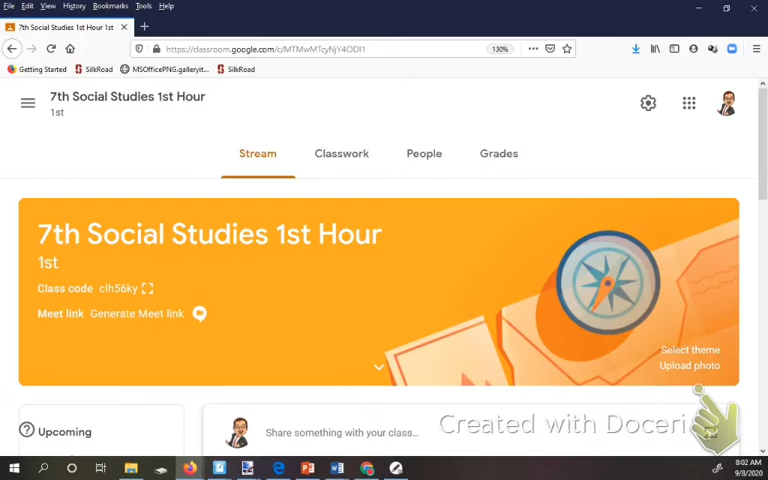 File Edit View History Bookmarks Tools Help
7th Social Studies 1st Hour 1st
https://classroom.google.com/c/MTMwMTcyNjY4ODI1
130%
Getting Started SilkRoad MSOfficePNG.galleryit... SilkRoad
7th Social Studies 1st Hour
1st
Stream Classwork People Grades
7th Social Studies 1st Hour
1st
Class code clh56ky
Meet link Generate Meet link
Select theme
Upload photo
Upcoming
Share something with your class...
Created with Doceri
8:02 AM
9/8/2020